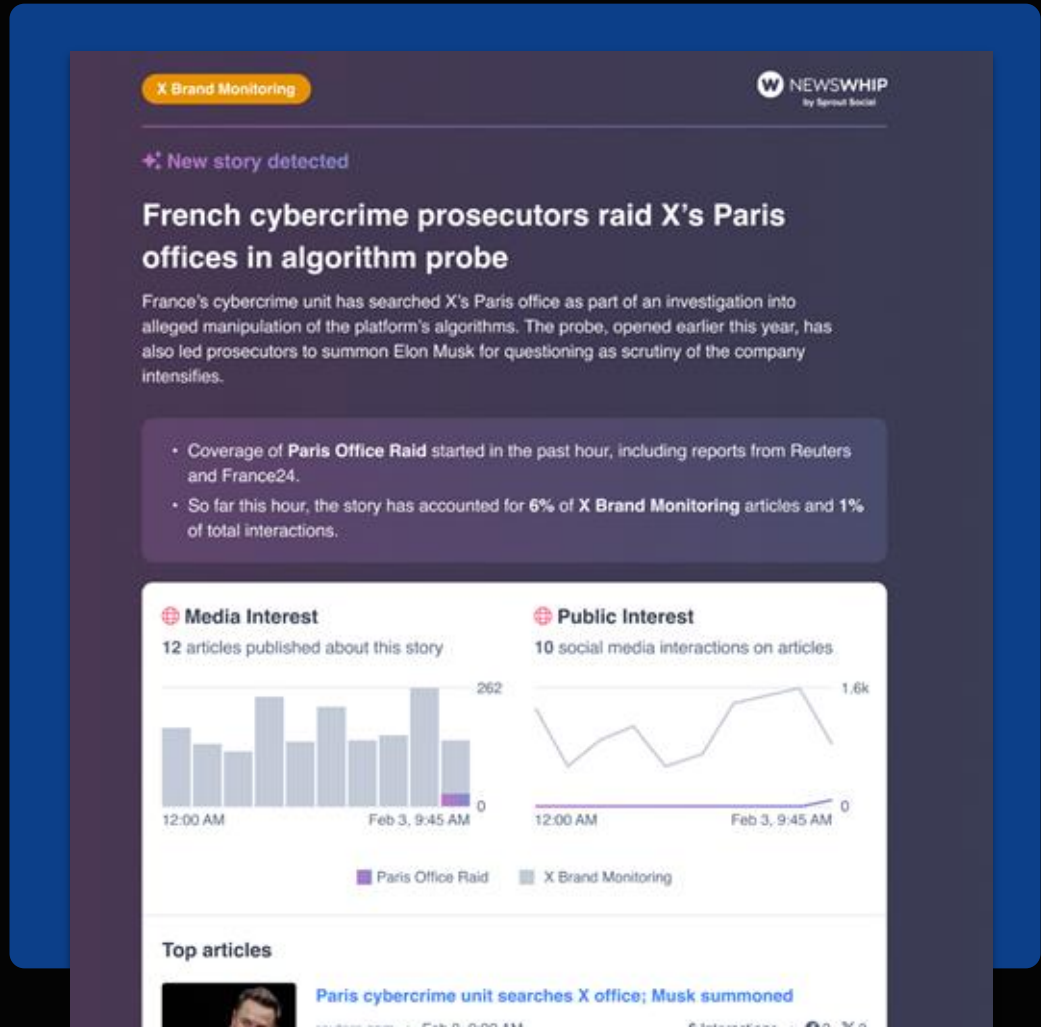 X Brand Monitoring
W NEWSWHIP
by Sprout Social
New story detected
French cybercrime prosecutors raid X's Paris
offices in algorithm probe
France's cybercrime unit has searched X's Paris office as part of an investigation into
alleged manipulation of the platform's algorithms. The probe, opened earlier this year, has
also led prosecutors to summon Elon Musk for questioning as scrutiny of the company
intensifies.
• Coverage of Paris Office Raid started in the past hour, including reports from Reuters
and France24.
• So far this hour, the story has accounted for 6% of X Brand Monitoring articles and 1%
of total interactions.
Media Interest
12 articles published about this story
262
0
12:00 AM
Feb 3, 9:45 AM
Public Interest
10 social media interactions on articles
1.6k
0
12:00 AM
Feb 3, 9:45 AM
Paris Office Raid
X Brand Monitoring
Top articles
Paris cybercrime unit searches X office; Musk summoned